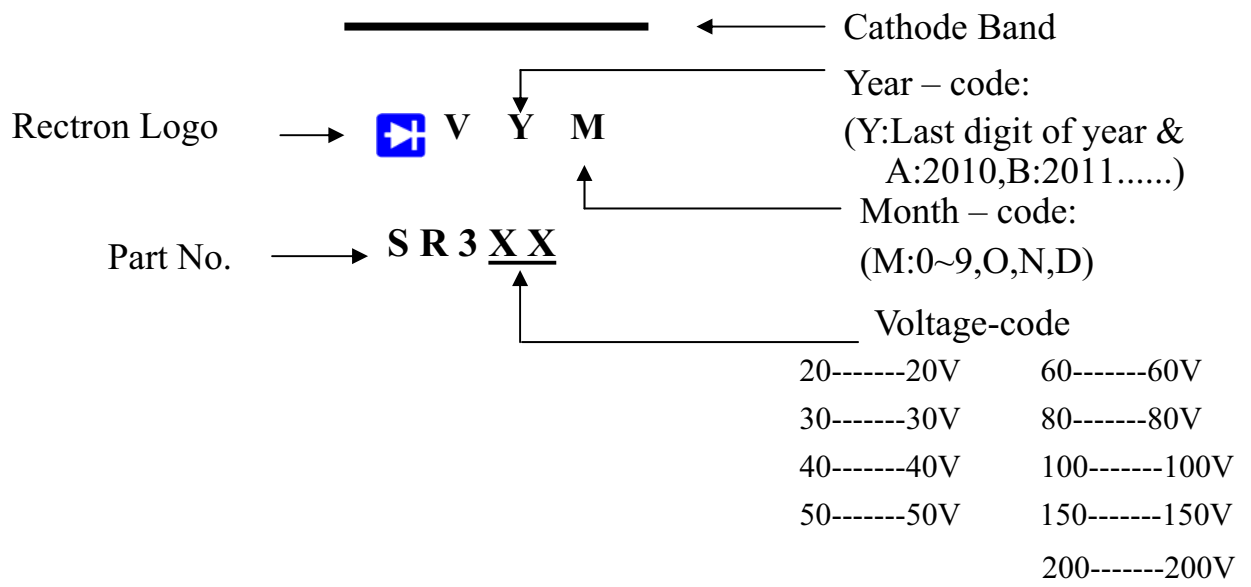 Cathode Band
Year – code:
Rectron Logo
V Y M
(Y:Last digit of year &
A:2010,B:2011......)
Month – code:
Part No.
S R 3 X X
(M:0~9,O,N,D)
Voltage-code
20-------20V 60-------60V
30-------30V 80-------80V
40-------40V 100-------100V
50-------50V 150-------150V
200-------200V